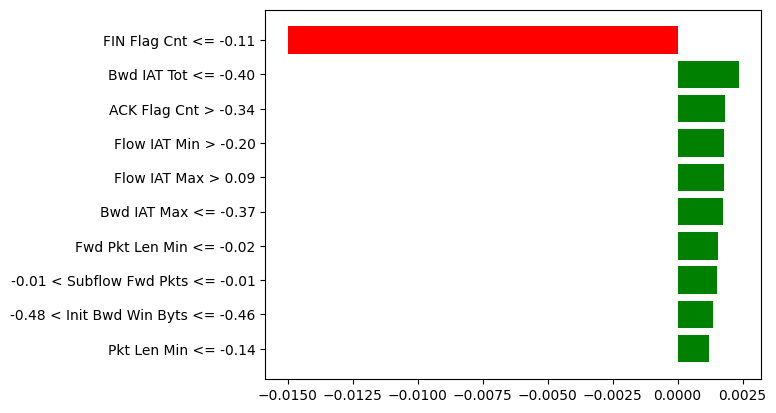 FIN Flag Cnt <= -0.11
Bwd IAT Tot <= -0.40
ACK Flag Cnt > -0.34
Flow IAT Min > -0.20
Flow IAT Max > 0.09
Bwd IAT Max <= -0.37
Fwd Pkt Len Min <= -0.02
-0.01 < Subflow Fwd Pkts <= -0.01
-0.48 < Init Bwd Win Byts <= -0.46
Pkt Len Min <= -0.14
−0.0150 −0.0125 −0.0100 −0.0075 −0.0050 −0.0025 0.0000 0.0025